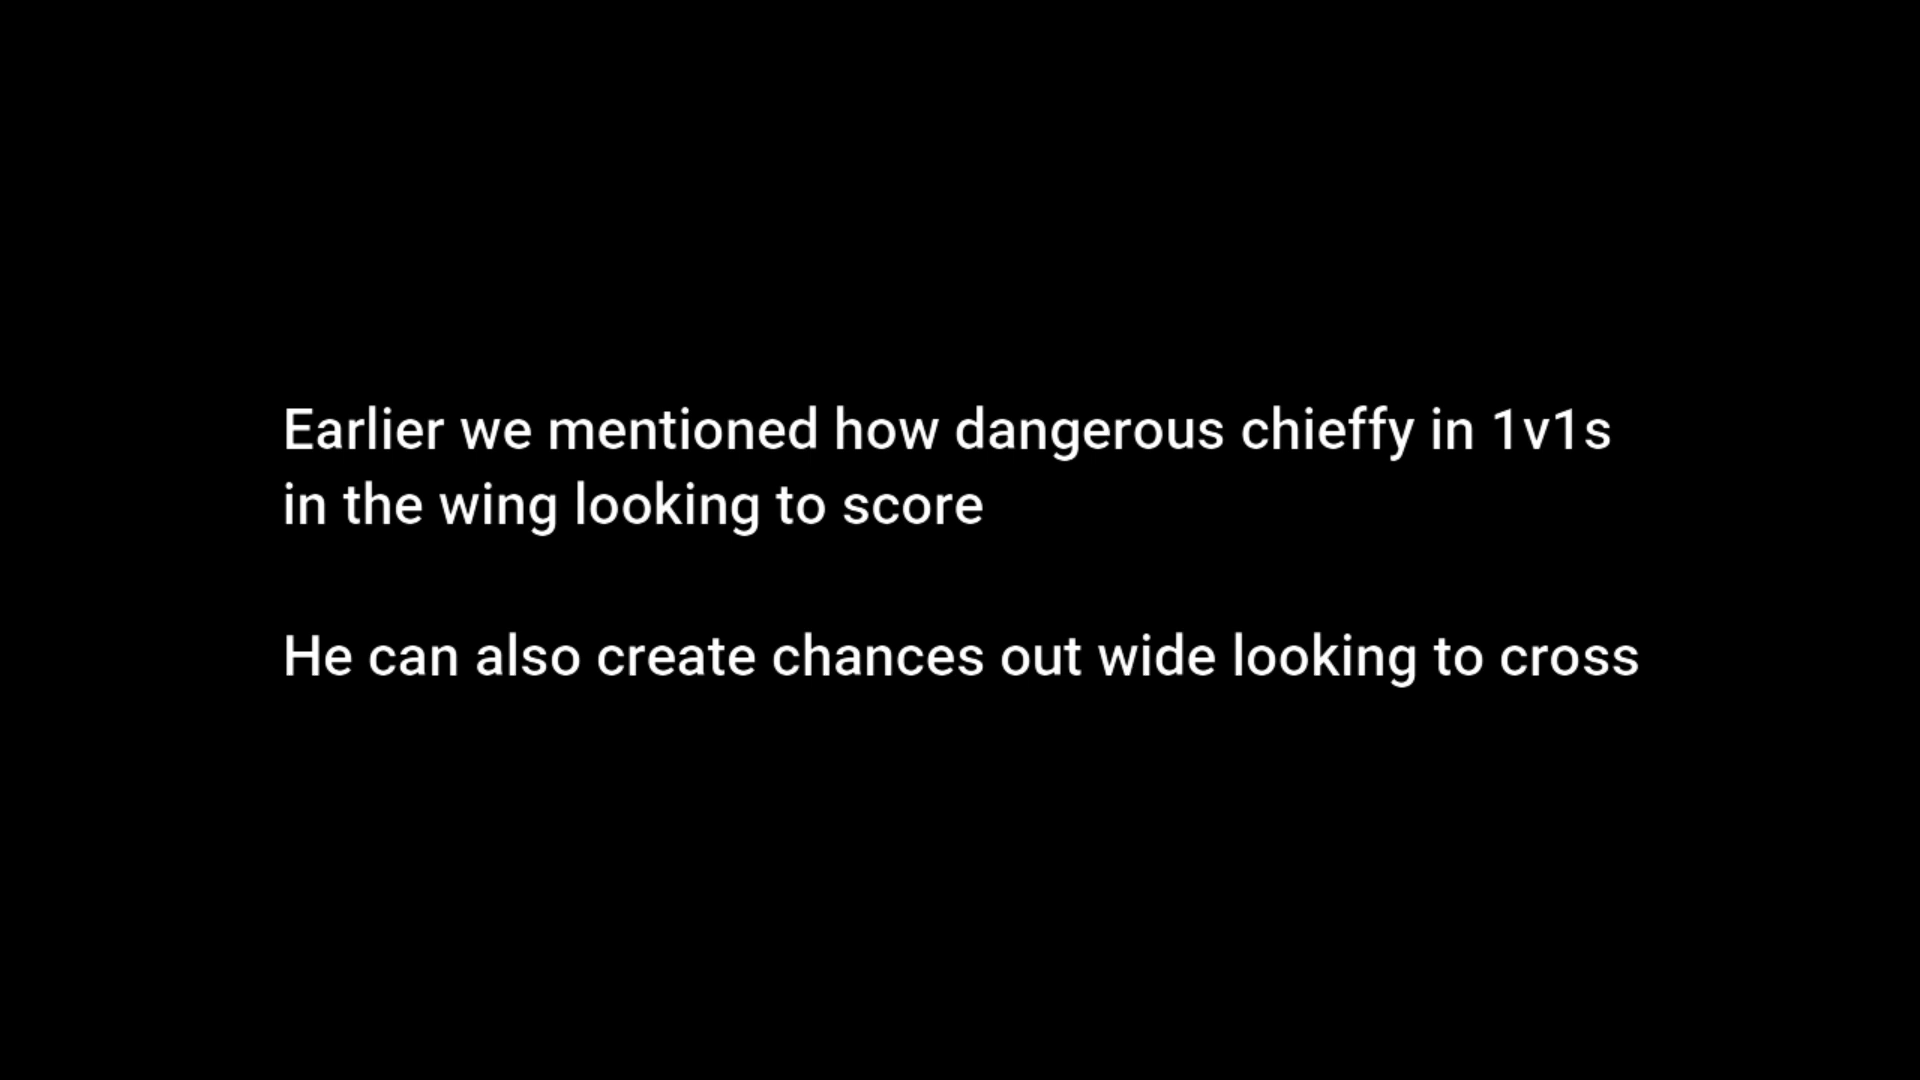 Earlier we mentioned how dangerous chieffy in 1v1s
in the wing looking to score
He can also create chances out wide looking to cross